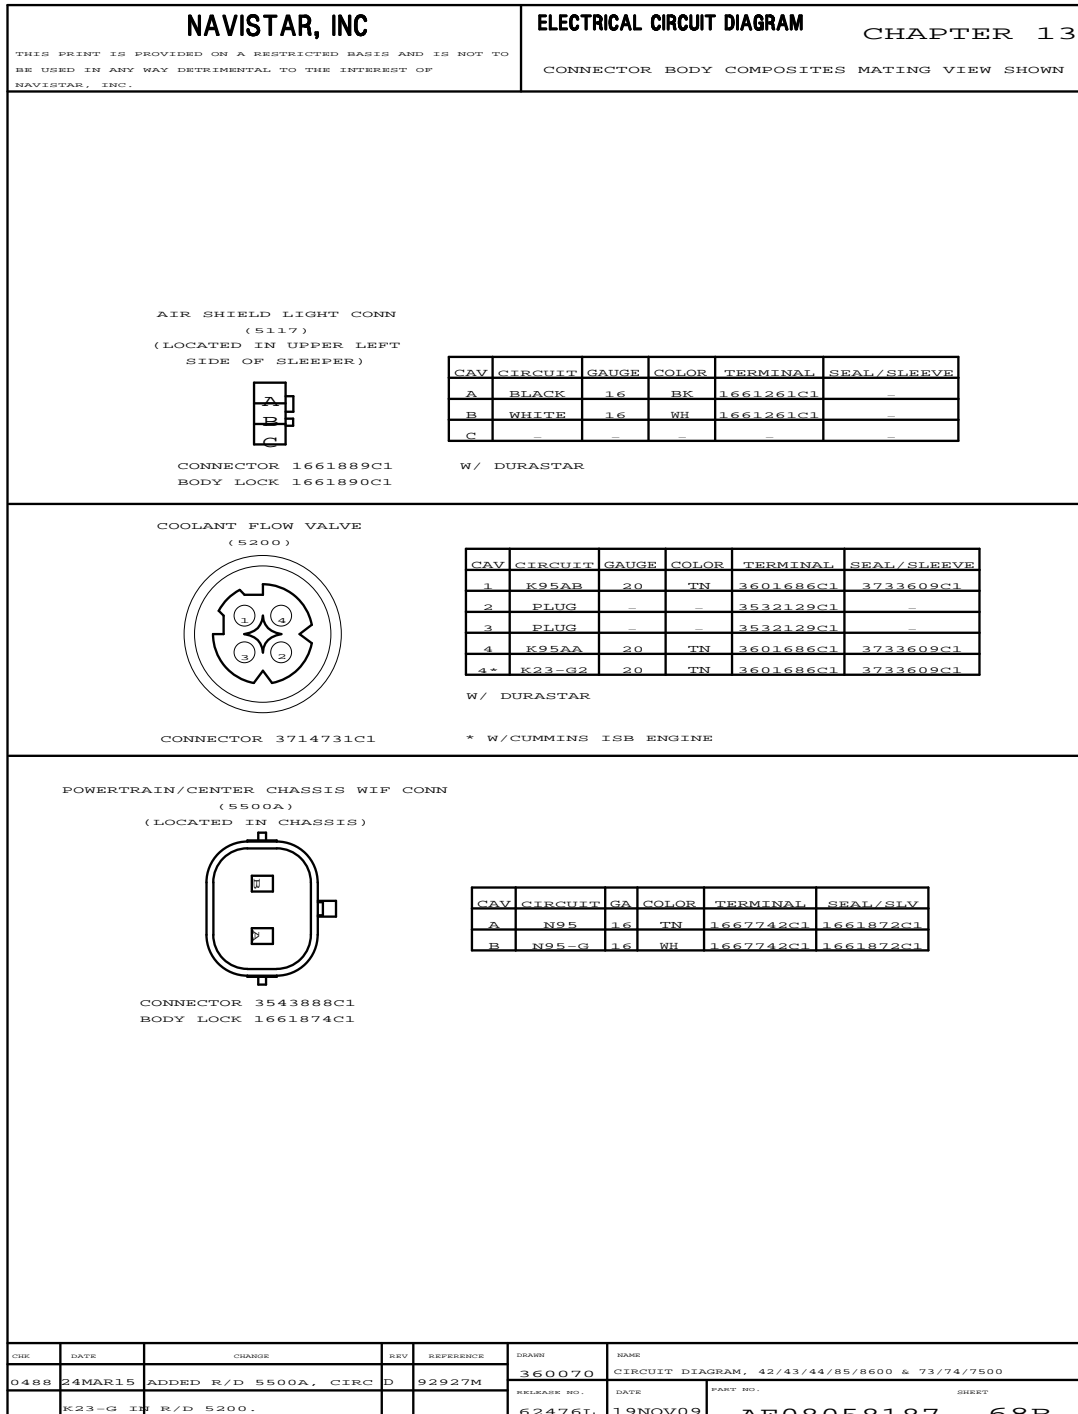 NAVISTAR, INC
THIS PRINT IS PROVIDED ON A RESTRICTED BASIS AND IS NOT TO
BE USED IN ANY WAY DETRIMENTAL TO THE INTEREST OF
NAVISTAR, INC.
ELECTRICAL CIRCUIT DIAGRAM
CHAPTER 13
CONNECTOR BODY COMPOSITES MATING VIEW SHOWN
AIR SHIELD LIGHT CONN
(5117)
(LOCATED IN UPPER LEFT
SIDE OF SLEEPER)
A
B
C
CONNECTOR 1661889C1
BODY LOCK 1661890C1
CAV CIRCUIT GAUGE COLOR TERMINAL SEAL/SLEEVE
A BLACK 16 BK 1661261C1 –
B WHITE 16 WH 1661261C1 –
C – – – – –
W/ DURASTAR
COOLANT FLOW VALVE
(5200)
1 4
3 2
CONNECTOR 3714731C1
CAV CIRCUIT GAUGE COLOR TERMINAL SEAL/SLEEVE
1 K95AB 20 TN 3601686C1 3733609C1
2 PLUG – – 3532129C1 –
3 PLUG – – 3532129C1 –
4 K95AA 20 TN 3601686C1 3733609C1
4* K23-G2 20 TN 3601686C1 3733609C1
W/ DURASTAR
* W/CUMMINS ISB ENGINE
POWERTRAIN/CENTER CHASSIS WIF CONN
(5500A)
(LOCATED IN CHASSIS)
B
A
CONNECTOR 3543888C1
BODY LOCK 1661874C1
CAV CIRCUIT GA COLOR TERMINAL SEAL/SLV
A N95 16 TN 1667742C1 1661872C1
B N95-G 16 WH 1667742C1 1661872C1
CHK DATE CHANGE REV REFERENCE
0488 24MAR15 ADDED R/D 5500A, CIRC D 92927M
K23-G IN R/D 5200.
DRAWN
360070
NAME
CIRCUIT DIAGRAM, 42/43/44/85/8600 & 73/74/7500
RELEASE NO.
62476L
DATE
19NOV09
PART NO.
AE08058187
SHEET
68B